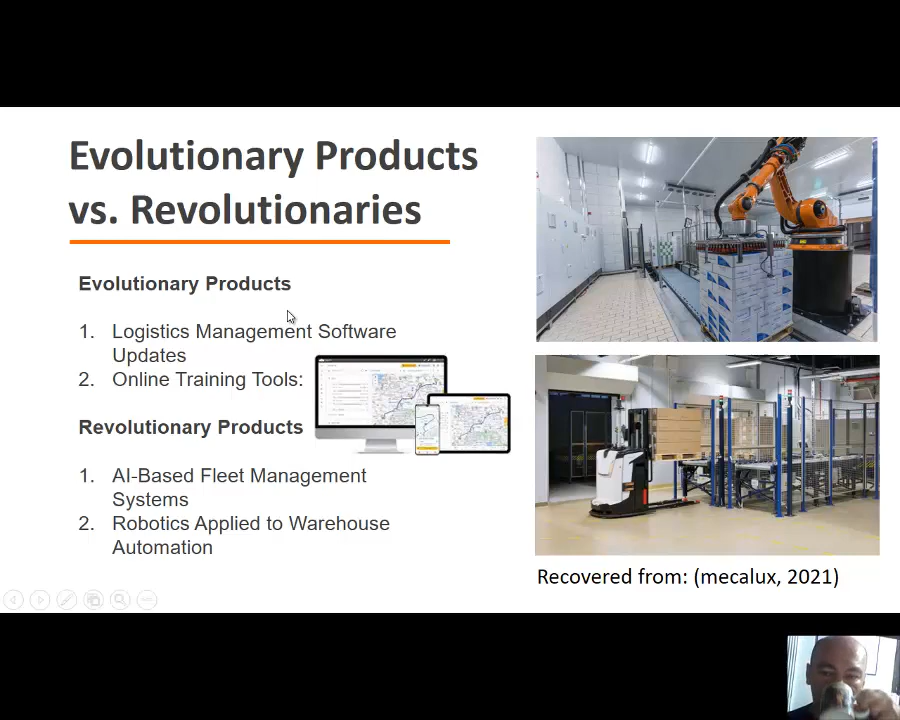 Evolutionary Products
vs. Revolutionaries
Evolutionary Products
1. Logistics Management Software
Updates
2. Online Training Tools:
Revolutionary Products
1. AI-Based Fleet Management
Systems
2. Robotics Applied to Warehouse
Automation
Recovered from: (mecalux, 2021)